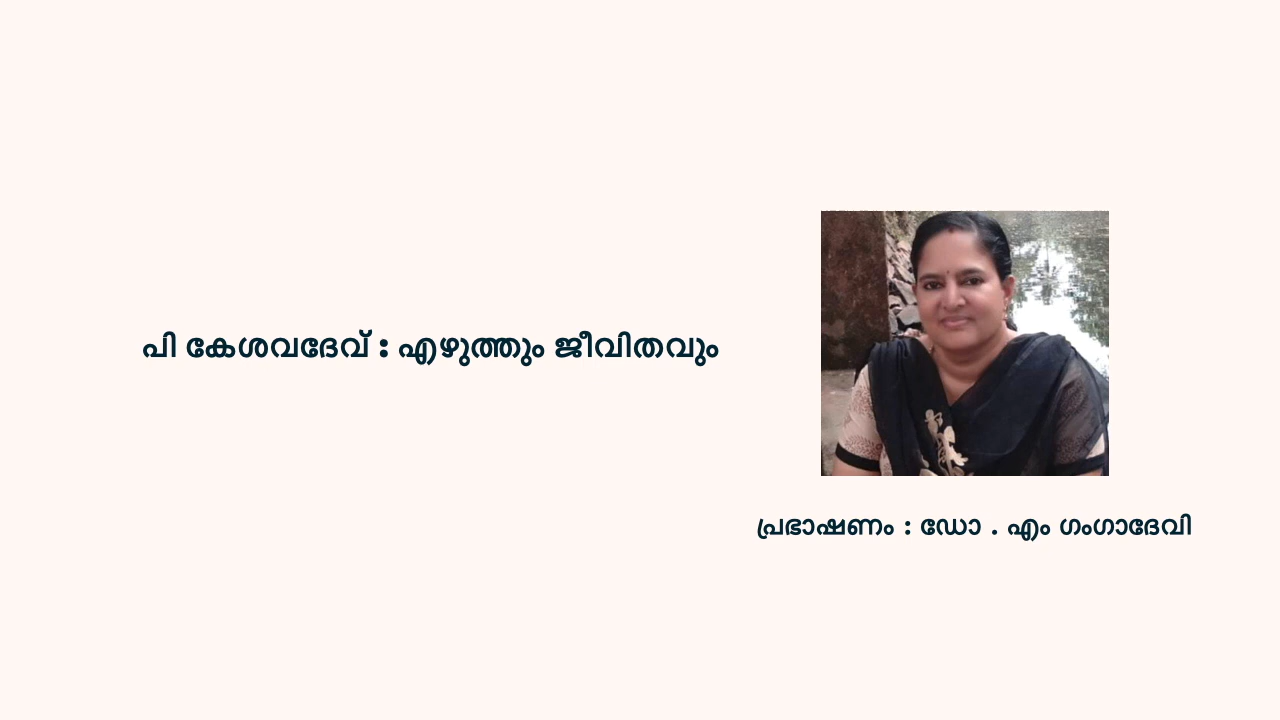 പി കേശവദേവ് : എഴുത്തും ജീവിതവും
പ്രഭാഷണം : ഡോ . എം ഗംഗാദേവി